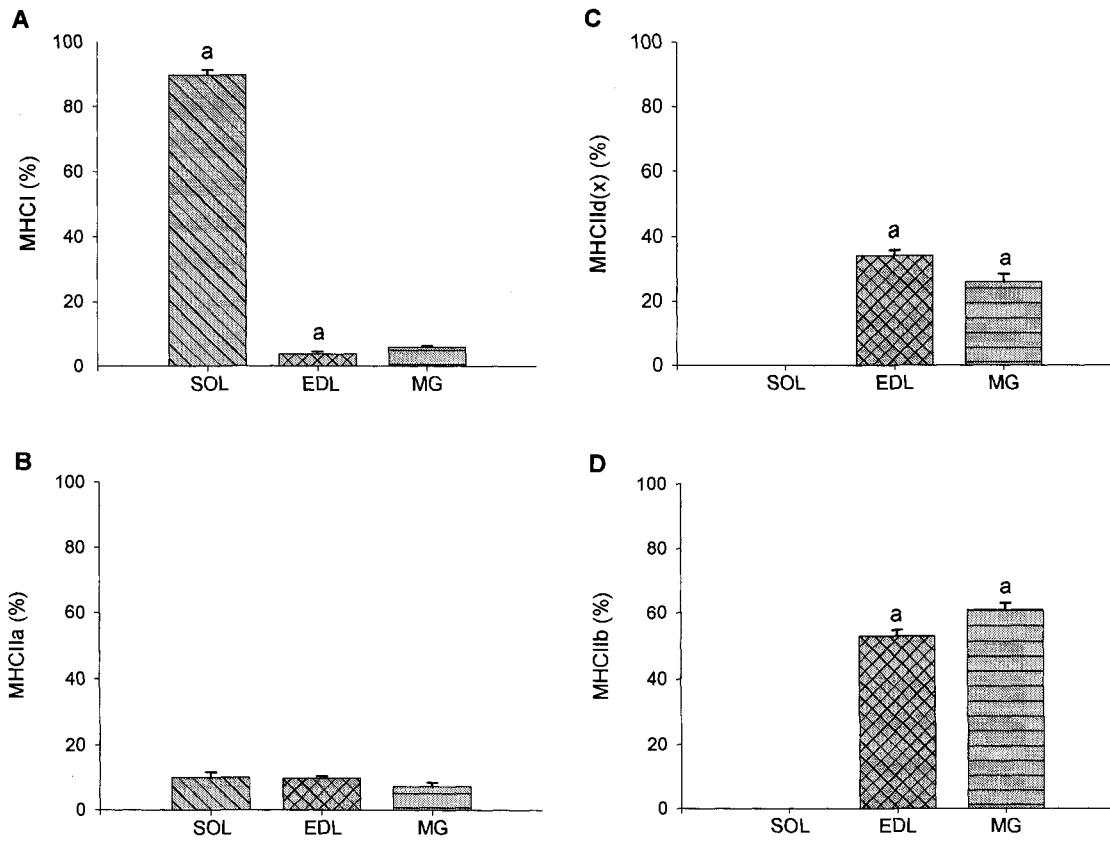 A
100
80
60
40
20
0
MHCI (%)
a
a
SOL EDL MG
C
100
80
60
40
20
0
MHCIId(x) (%)
a
a
SOL EDL MG
B
100
80
60
40
20
0
MHCIIa (%)
SOL EDL MG
D
100
80
60
40
20
0
MHCIIb (%)
a
a
SOL EDL MG